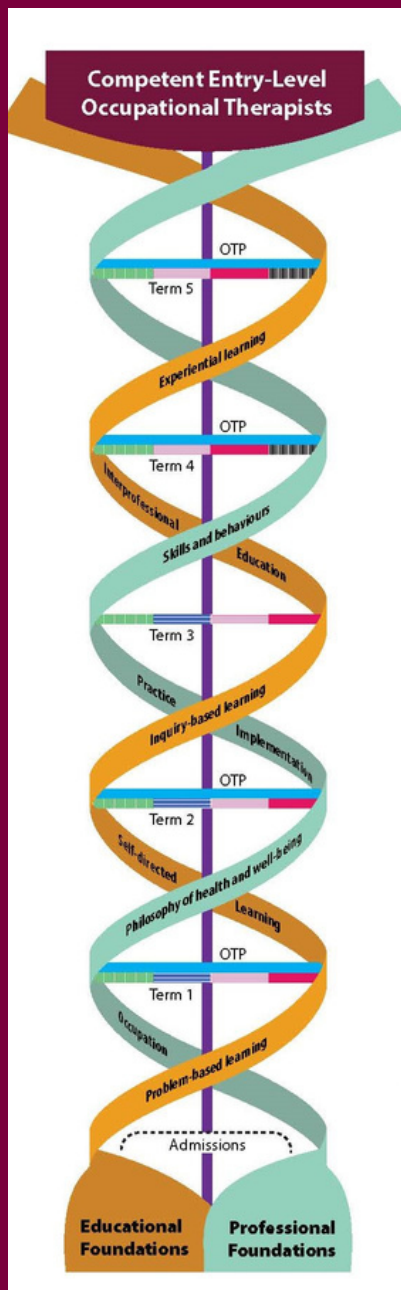 Competent Entry-Level
Occupational Therapists
OTP
Term 5
Experiential learning
OTP
Term 4
Interprofessional
Skills and behaviours
Education
Term 3
Practice
Inquiry-based learning
Implementation
OTP
Term 2
Self-directed
Philosophy of health and well-being
Learning
OTP
Term 1
Occupation
Problem-based learning
Admissions
Educational
Foundations
Professional
Foundations